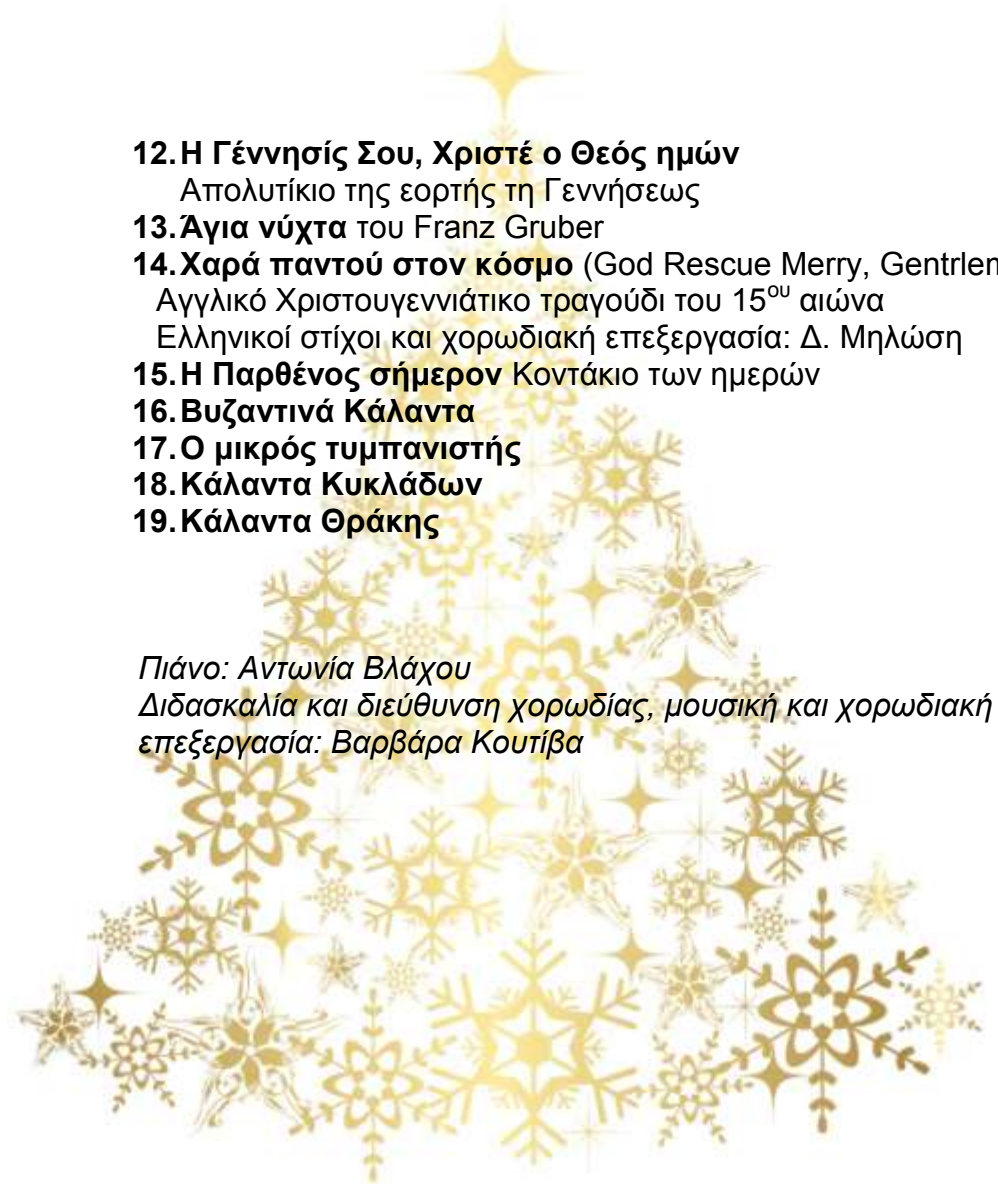 12.Η Γέννησίς Σου, Χριστέ ο Θεός ημών
Απολυτίκιο της εορτής τη Γεννήσεως
13.Άγια νύχτα του Franz Gruber
14.Χαρά παντού στον κόσμο (God Rescue Merry, Gentrlem
Αγγλικό Χριστουγεννιάτικο τραγούδι του 15ου αιώνα
Ελληνικοί στίχοι και χορωδιακή επεξεργασία: Δ. Μηλώση
15.Η Παρθένος σήμερον Κοντάκιο των ημερών
16.Βυζαντινά Κάλαντα
17.Ο μικρός τυμπανιστής
18.Κάλαντα Κυκλάδων
19.Κάλαντα Θράκης
Πιάνο: Αντωνία Βλάχου
Διδασκαλία και διεύθυνση χορωδίας, μουσική και χορωδιακή
επεξεργασία: Βαρβάρα Κουτίβα